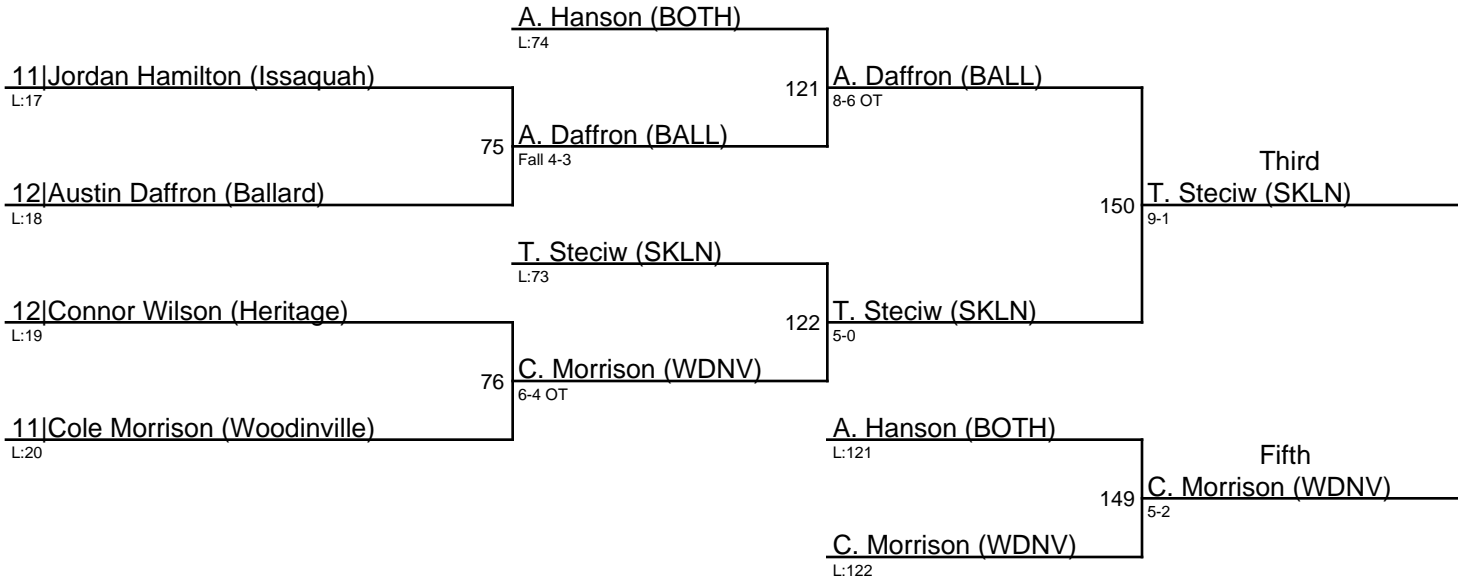 A. Hanson (BOTH)
L:74
11|Jordan Hamilton (Issaquah)
L:17
121
A. Daffron (BALL)
8-6 OT
75
A. Daffron (BALL)
Fall 4-3
12|Austin Daffron (Ballard)
L:18
Third
150
T. Steciw (SKLN)
9-1
T. Steciw (SKLN)
L:73
12|Connor Wilson (Heritage)
L:19
122
T. Steciw (SKLN)
5-0
76
C. Morrison (WDNV)
6-4 OT
11|Cole Morrison (Woodinville)
L:20
A. Hanson (BOTH)
L:121
Fifth
149
C. Morrison (WDNV)
5-2
C. Morrison (WDNV)
L:122